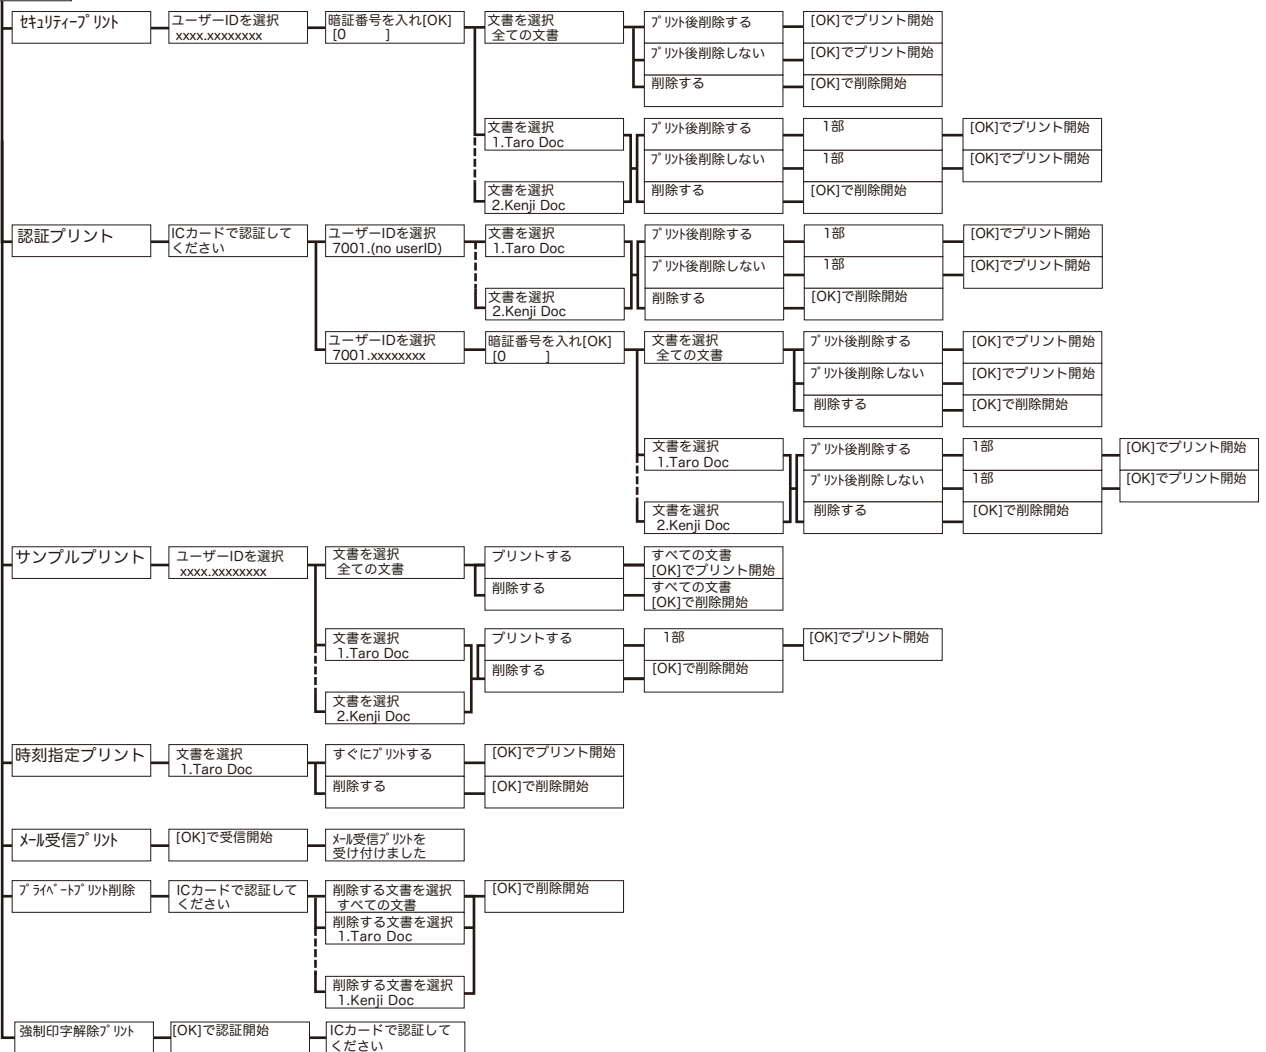 ｾｷｭﾘﾃｨｰﾌﾟﾘﾝﾄ
ユーザーIDを選択
xxxx.xxxxxxxx
暗証番号を入れ[OK]
[0 ]
文書を選択
全ての文書
ﾌﾟﾘﾝﾄ後削除する
[OK]でプリント開始
ﾌﾟﾘﾝﾄ後削除しない
[OK]でプリント開始
削除する
[OK]で削除開始
文書を選択
1.Taro Doc
ﾌﾟﾘﾝﾄ後削除する
1部
[OK]でプリント開始
ﾌﾟﾘﾝﾄ後削除しない
1部
[OK]でプリント開始
文書を選択
2.Kenji Doc
削除する
[OK]で削除開始
認証プリント
ICカードで認証して
ください
ユーザーIDを選択
7001.(no userID)
文書を選択
1.Taro Doc
ﾌﾟﾘﾝﾄ後削除する
1部
[OK]でプリント開始
ﾌﾟﾘﾝﾄ後削除しない
1部
[OK]でプリント開始
文書を選択
2.Kenji Doc
削除する
[OK]で削除開始
ユーザーIDを選択
7001.xxxxxxxx
暗証番号を入れ[OK]
[0 ]
文書を選択
全ての文書
ﾌﾟﾘﾝﾄ後削除する
[OK]でプリント開始
ﾌﾟﾘﾝﾄ後削除しない
[OK]でプリント開始
削除する
[OK]で削除開始
文書を選択
1.Taro Doc
ﾌﾟﾘﾝﾄ後削除する
1部
[OK]でプリント開始
ﾌﾟﾘﾝﾄ後削除しない
1部
[OK]でプリント開始
文書を選択
2.Kenji Doc
削除する
[OK]で削除開始
サンプルプリント
ユーザーIDを選択
xxxx.xxxxxxxx
文書を選択
全ての文書
プリントする
すべての文書
[OK]でプリント開始
削除する
すべての文書
[OK]で削除開始
文書を選択
1.Taro Doc
プリントする
1部
[OK]でプリント開始
削除する
[OK]で削除開始
文書を選択
2.Kenji Doc
時刻指定プリント
文書を選択
1.Taro Doc
すぐにﾌﾟﾘﾝﾄする
[OK]でプリント開始
削除する
[OK]で削除開始
ﾒｰﾙ受信ﾌﾟﾘﾝﾄ
[OK]で受信開始
ﾒｰﾙ受信ﾌﾟﾘﾝﾄを
受け付けました
ﾌﾟﾗｲﾍﾞｰﾄﾌﾟﾘﾝﾄ削除
ICカードで認証して
ください
削除する文書を選択
すべての文書
[OK]で削除開始
削除する文書を選択
1.Taro Doc
削除する文書を選択
1.Kenji Doc
強制印字解除ﾌﾟﾘﾝﾄ
[OK]で認証開始
ICカードで認証して
ください